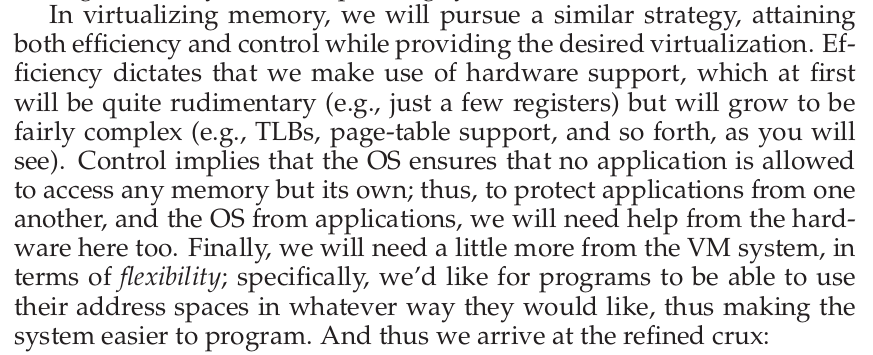 In virtualizing memory, we will pursue a similar strategy, attaining
both efficiency and control while providing the desired virtualization. Ef-
ficiency dictates that we make use of hardware support, which at first
will be quite rudimentary (e.g., just a few registers) but will grow to be
fairly complex (e.g., TLBs, page-table support, and so forth, as you will
see). Control implies that the OS ensures that no application is allowed
to access any memory but its own; thus, to protect applications from one
another, and the OS from applications, we will need help from the hard-
ware here too. Finally, we will need a little more from the VM system, in
terms of flexibility; specifically, we'd like for programs to be able to use
their address spaces in whatever way they would like, thus making the
system easier to program. And thus we arrive at the refined crux: